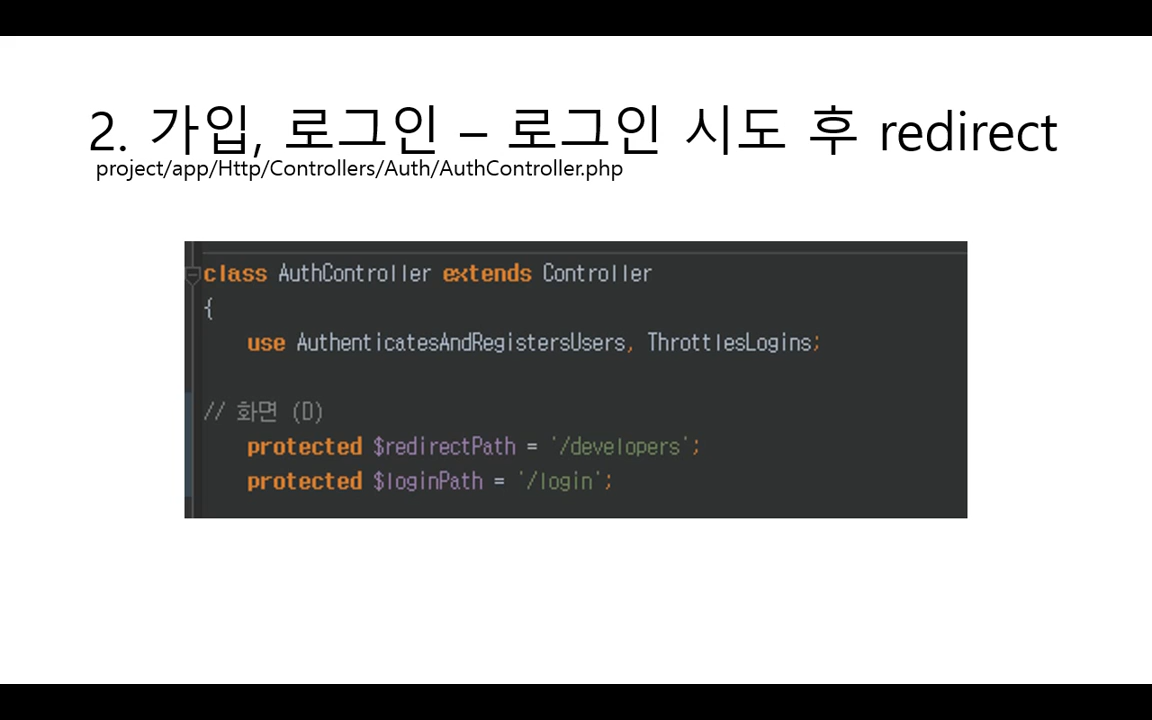 2. 가입, 로그인 – 로그인 시도 후 redirect
project/app/Http/Controllers/Auth/AuthController.php
class AuthController extends Controller
{
use AuthenticatesAndRegistersUsers, ThrottlesLogins;
// 화면 (D)
protected $redirectPath = '/developers';
protected $loginPath = '/login';